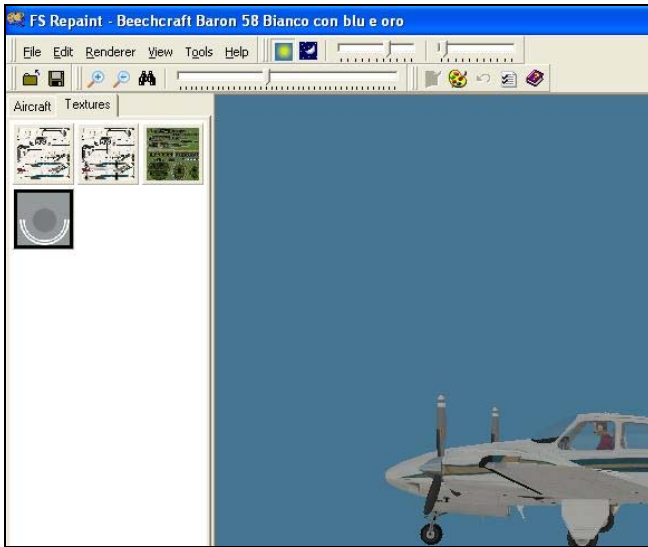 FS Repaint - Beechcraft Baron 58 Bianco con blu e oro
File Edit Renderer View Tools Help
Aircraft Textures